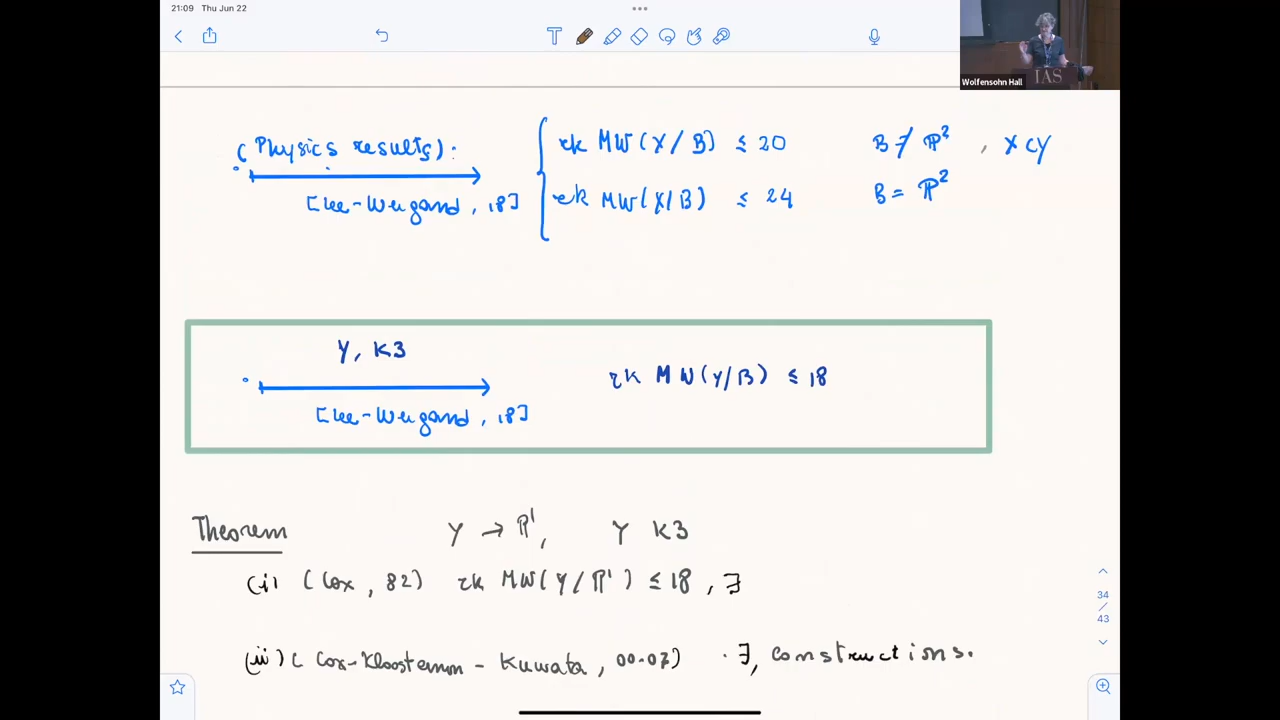 21:09 Thu Jun 22
Wolfensohn Hall
IAS
(Physics results): rk MW(X/B) ≤ 20 B ≠ ℙ², X CY
[Lee-Weigand, 18] rk MW(X/B) ≤ 24 B = ℙ²
Y, K3
rk MW(Y/B) ≤ 18
[Lee-Weigand, 18]
Theorem Y → ℙ¹, Y K3
(i) (Cox, 82) rk MW(Y/ℙ¹) ≤ 18, ∃
(ii) ( Cox-Kloosterman - Kuwata, 00-07) · ∃, constructions.
34
/
43